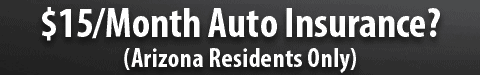 $15/Month Auto Insurance?
(Arizona Residents Only)